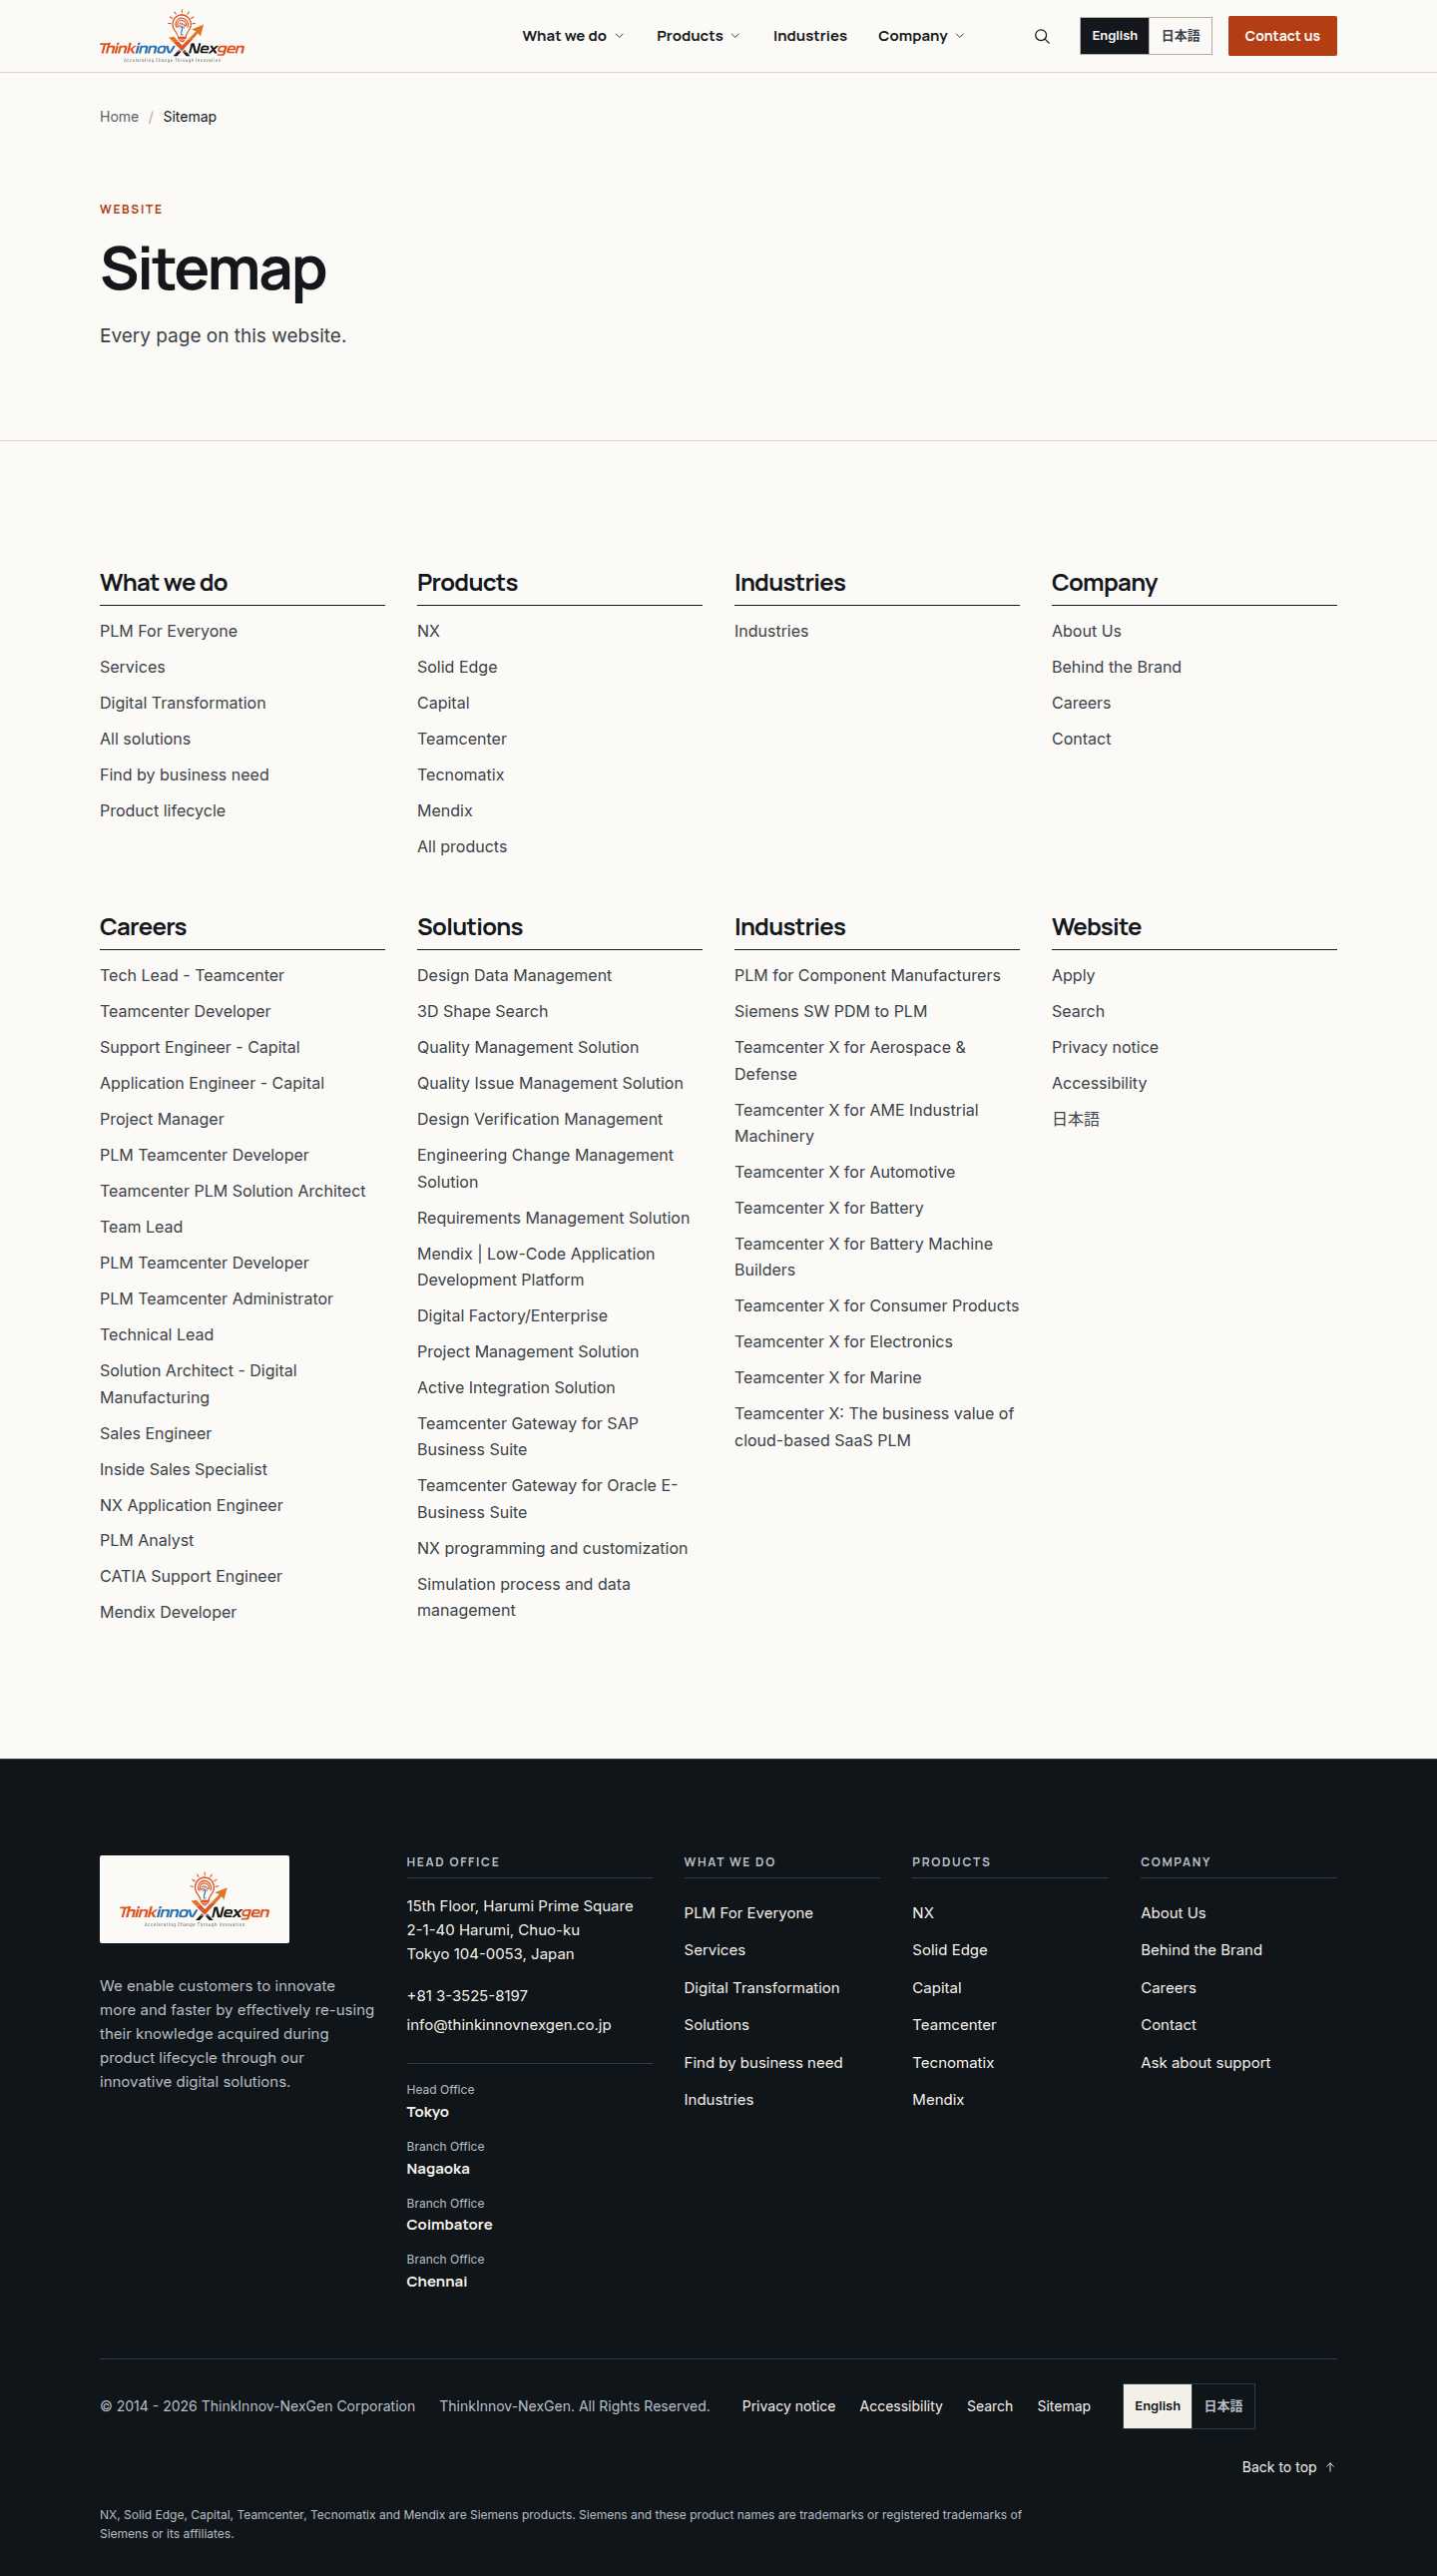 ThinkinnovXNexgen
Accelerating Change Through Innovation
What we do
Products
Industries
Company
English
日本語
Contact us
Home / Sitemap
WEBSITE
Sitemap
Every page on this website.
What we do
PLM For Everyone
Services
Digital Transformation
All solutions
Find by business need
Product lifecycle
Products
NX
Solid Edge
Capital
Teamcenter
Tecnomatix
Mendix
All products
Industries
Industries
Company
About Us
Behind the Brand
Careers
Contact
Careers
Tech Lead - Teamcenter
Teamcenter Developer
Support Engineer - Capital
Application Engineer - Capital
Project Manager
PLM Teamcenter Developer
Teamcenter PLM Solution Architect
Team Lead
PLM Teamcenter Developer
PLM Teamcenter Administrator
Technical Lead
Solution Architect - Digital
Manufacturing
Sales Engineer
Inside Sales Specialist
NX Application Engineer
PLM Analyst
CATIA Support Engineer
Mendix Developer
Solutions
Design Data Management
3D Shape Search
Quality Management Solution
Quality Issue Management Solution
Design Verification Management
Engineering Change Management
Solution
Requirements Management Solution
Mendix | Low-Code Application
Development Platform
Digital Factory/Enterprise
Project Management Solution
Active Integration Solution
Teamcenter Gateway for SAP
Business Suite
Teamcenter Gateway for Oracle E-
Business Suite
NX programming and customization
Simulation process and data
management
Industries
PLM for Component Manufacturers
Siemens SW PDM to PLM
Teamcenter X for Aerospace &
Defense
Teamcenter X for AME Industrial
Machinery
Teamcenter X for Automotive
Teamcenter X for Battery
Teamcenter X for Battery Machine
Builders
Teamcenter X for Consumer Products
Teamcenter X for Electronics
Teamcenter X for Marine
Teamcenter X: The business value of
cloud-based SaaS PLM
Website
Apply
Search
Privacy notice
Accessibility
日本語
ThinkinnovXNexgen
Accelerating Change Through Innovation
We enable customers to innovate
more and faster by effectively re-using
their knowledge acquired during
product lifecycle through our
innovative digital solutions.
HEAD OFFICE
15th Floor, Harumi Prime Square
2-1-40 Harumi, Chuo-ku
Tokyo 104-0053, Japan
+81 3-3525-8197
info@thinkinnovnexgen.co.jp
Head Office
Tokyo
Branch Office
Nagaoka
Branch Office
Coimbatore
Branch Office
Chennai
WHAT WE DO
PLM For Everyone
Services
Digital Transformation
Solutions
Find by business need
Industries
PRODUCTS
NX
Solid Edge
Capital
Teamcenter
Tecnomatix
Mendix
COMPANY
About Us
Behind the Brand
Careers
Contact
Ask about support
© 2014 - 2026 ThinkInnov-NexGen Corporation
ThinkInnov-NexGen. All Rights Reserved.
Privacy notice
Accessibility
Search
Sitemap
English
日本語
Back to top ↑
NX, Solid Edge, Capital, Teamcenter, Tecnomatix and Mendix are Siemens products. Siemens and these product names are trademarks or registered trademarks of
Siemens or its affiliates.